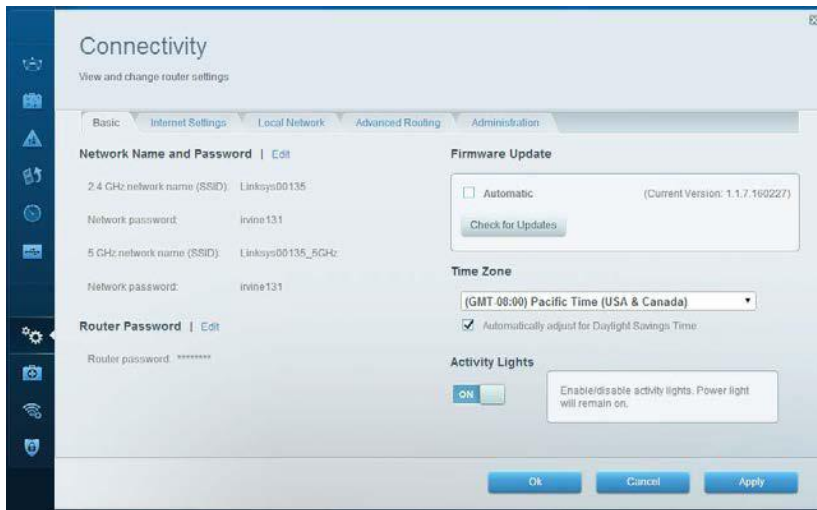 Connectivity
View and change router settings
Basic
Internet Settings
Local Network
Advanced Routing
Administration
Network Name and Password | Edit
2.4 GHz network name (SSID): Linksys00135
Network password: irvine131
5 GHz network name (SSID): Linksys00135_5GHz
Network password: irvine131
Router Password | Edit
Router password: ********
Firmware Update
Automatic
(Current Version: 1.1.7.160227)
Check for Updates
Time Zone
(GMT-08:00) Pacific Time (USA & Canada)
Automatically adjust for Daylight Savings Time
Activity Lights
ON
Enable/disable activity lights. Power light
will remain on.
Ok
Cancel
Apply